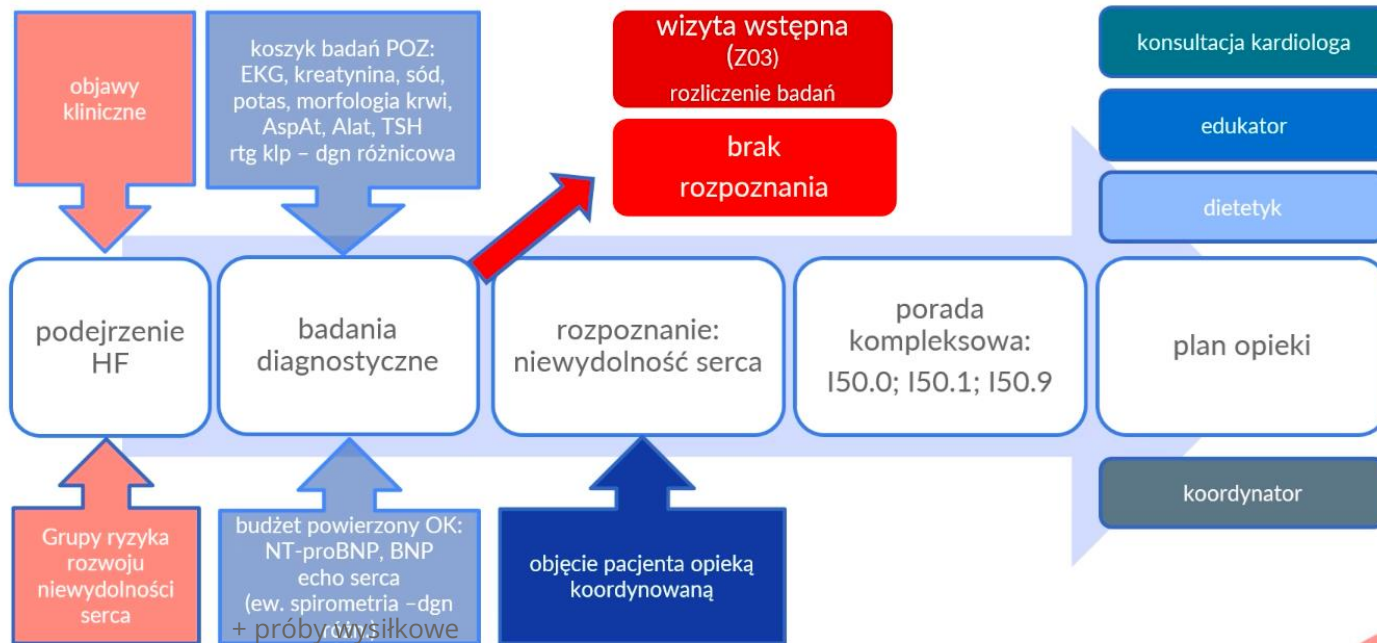 objawy
kliniczne
koszyk badań POZ:
EKG, kreatynina, sód,
potas, morfologia krwi,
AspAt, Alat, TSH
rtg klp – dgn różnicowa
wizyta wstępna
(Z03)
rozliczenie badań
brak
rozpoznania
konsultacja kardiologa
edukator
dietetyk
podejrzenie
HF
badania
diagnostyczne
rozpoznanie:
niewydolność serca
porada
kompleksowa:
I50.0; I50.1; I50.9
plan opieki
Grupy ryzyka
rozwoju
niewydolności
serca
budżet powierzony OK:
NT-proBNP, BNP
echo serca
(ew. spirometria –dgn
+ próby wysiłkowe
objęcie pacjenta opieką
koordynowaną
koordynator